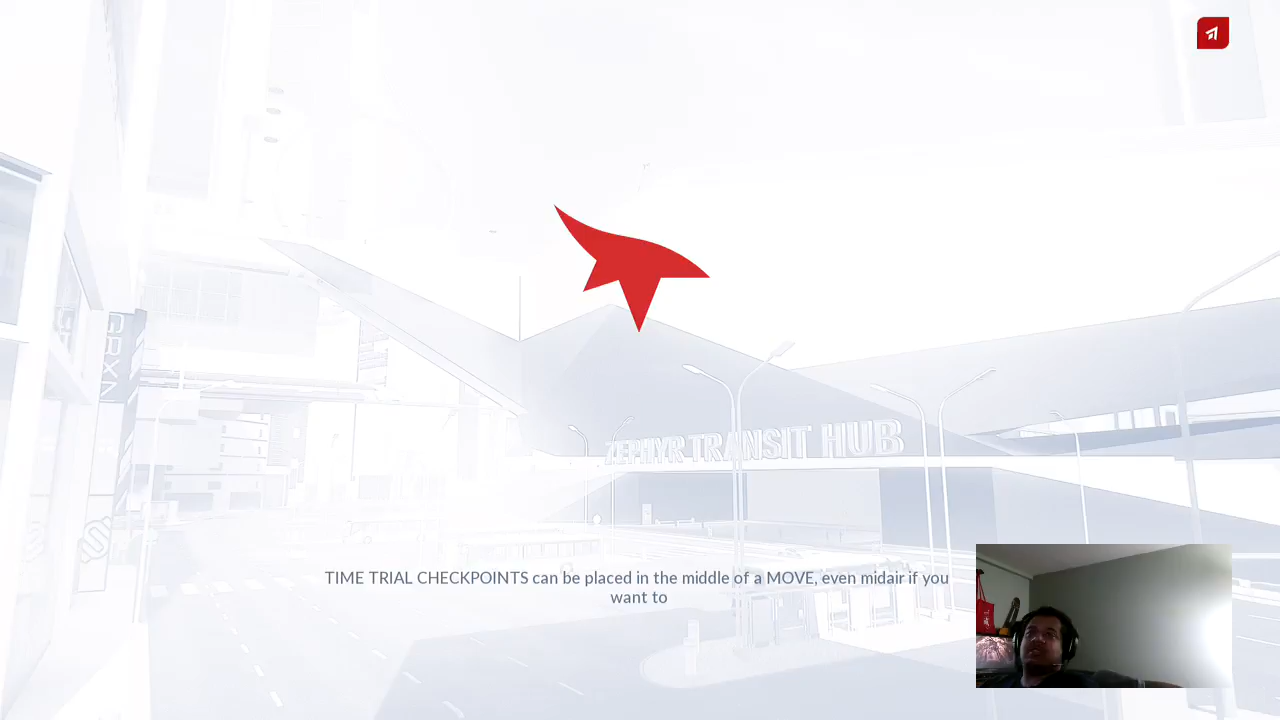 GRXN
ZEPHYR TRANSIT HUB
TIME TRIAL CHECKPOINTS can be placed in the middle of a MOVE, even midair if you
want to